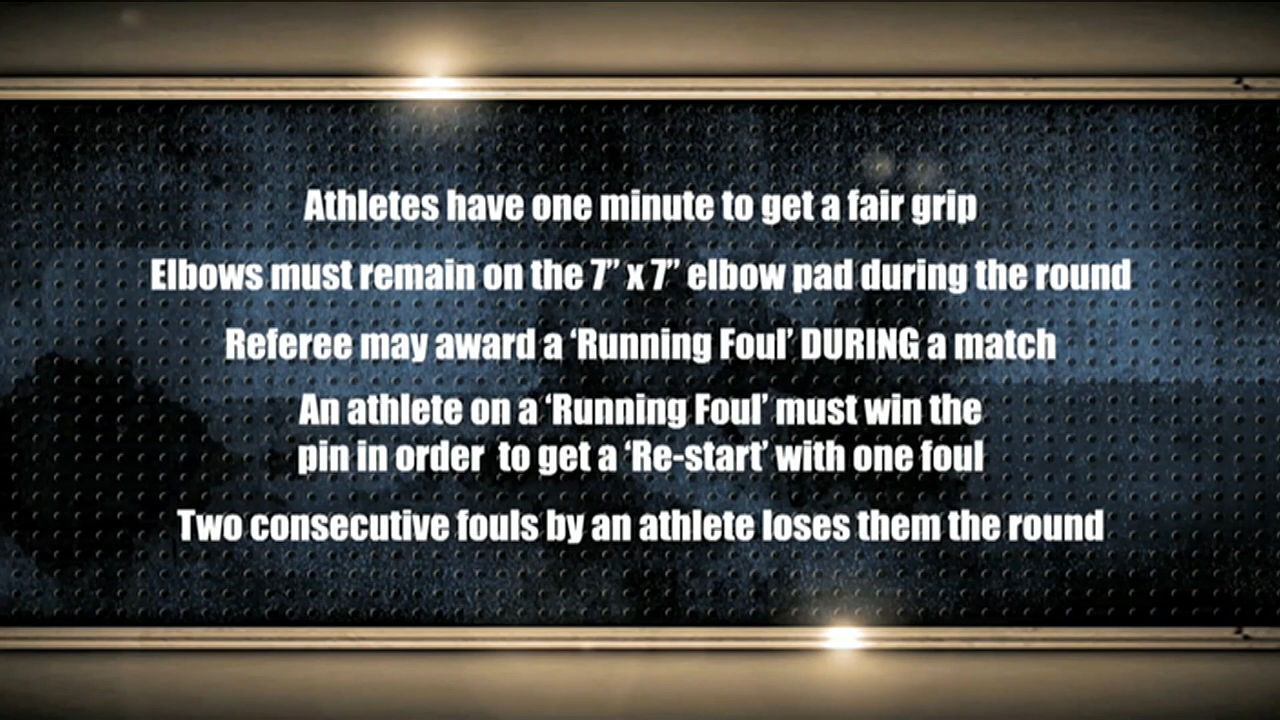 Athletes have one minute to get a fair grip
Elbows must remain on the 7” x 7” elbow pad during the round
Referee may award a ‘Running Foul’ DURING a match
An athlete on a ‘Running Foul’ must win the
pin in order  to get a ‘Re-start’ with one foul
Two consecutive fouls by an athlete loses them the round